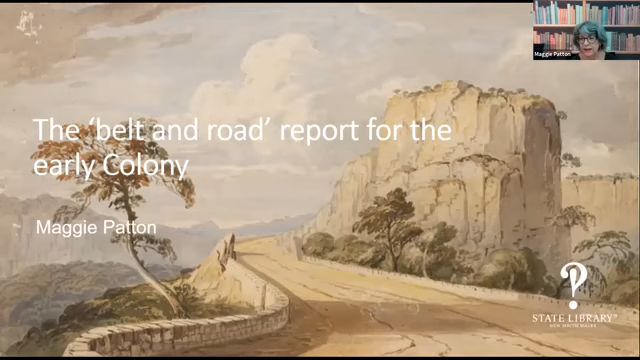 Maggie Patton
The ‘belt and road’ report for the
early Colony
Maggie Patton
STATE LIBRARY®
NEW SOUTH WALES